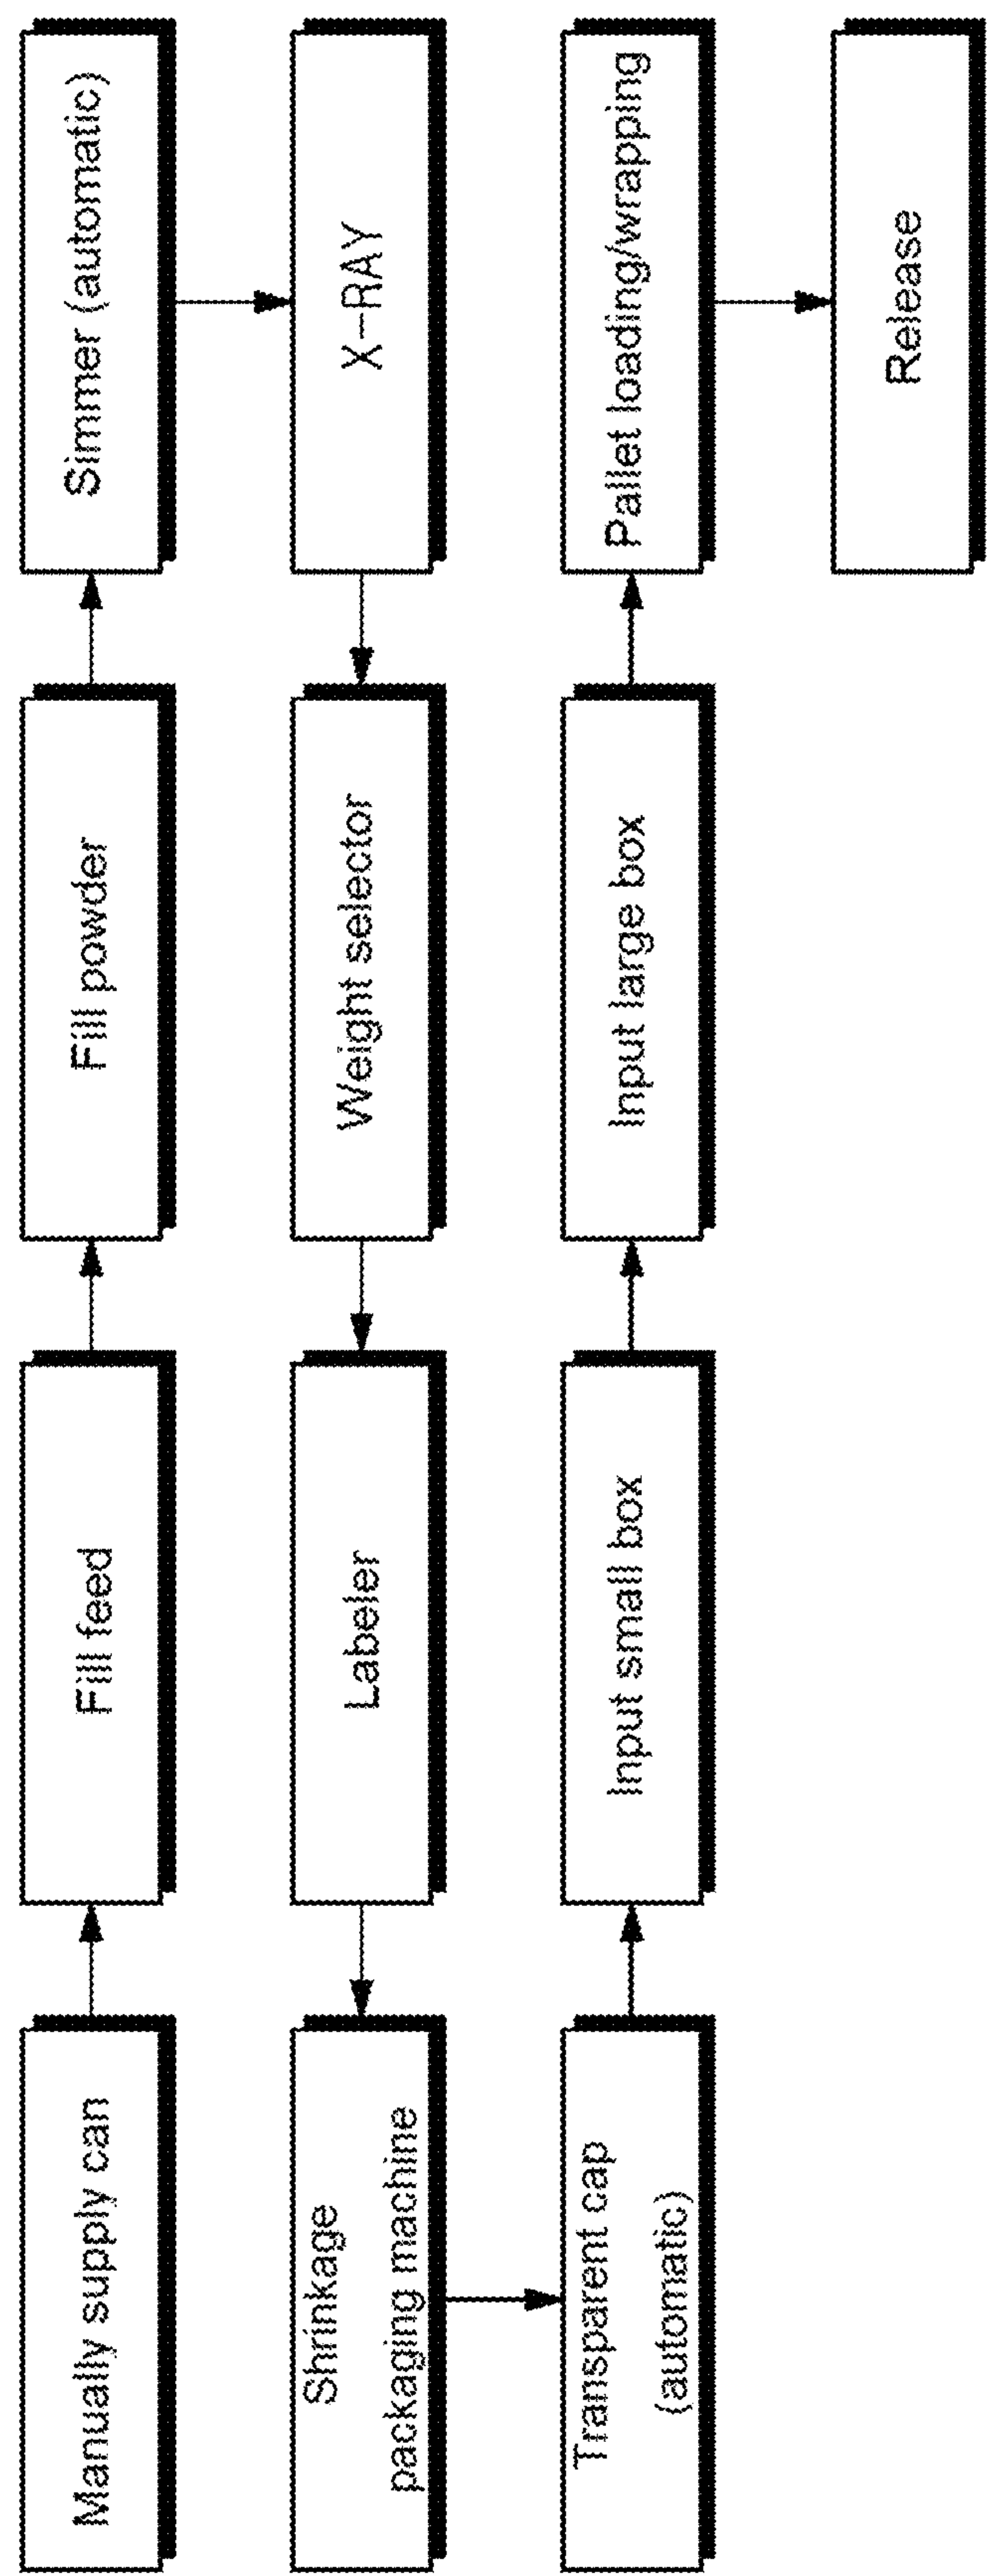 Manually supply can
Fill feed
Fill powder
Simmer (automatic)
X-RAY
Weight selector
Labeler
Shrinkage
packaging machine
Transparent cap
(automatic)
Input small box
Input large box
Pallet loading/wrapping
Release